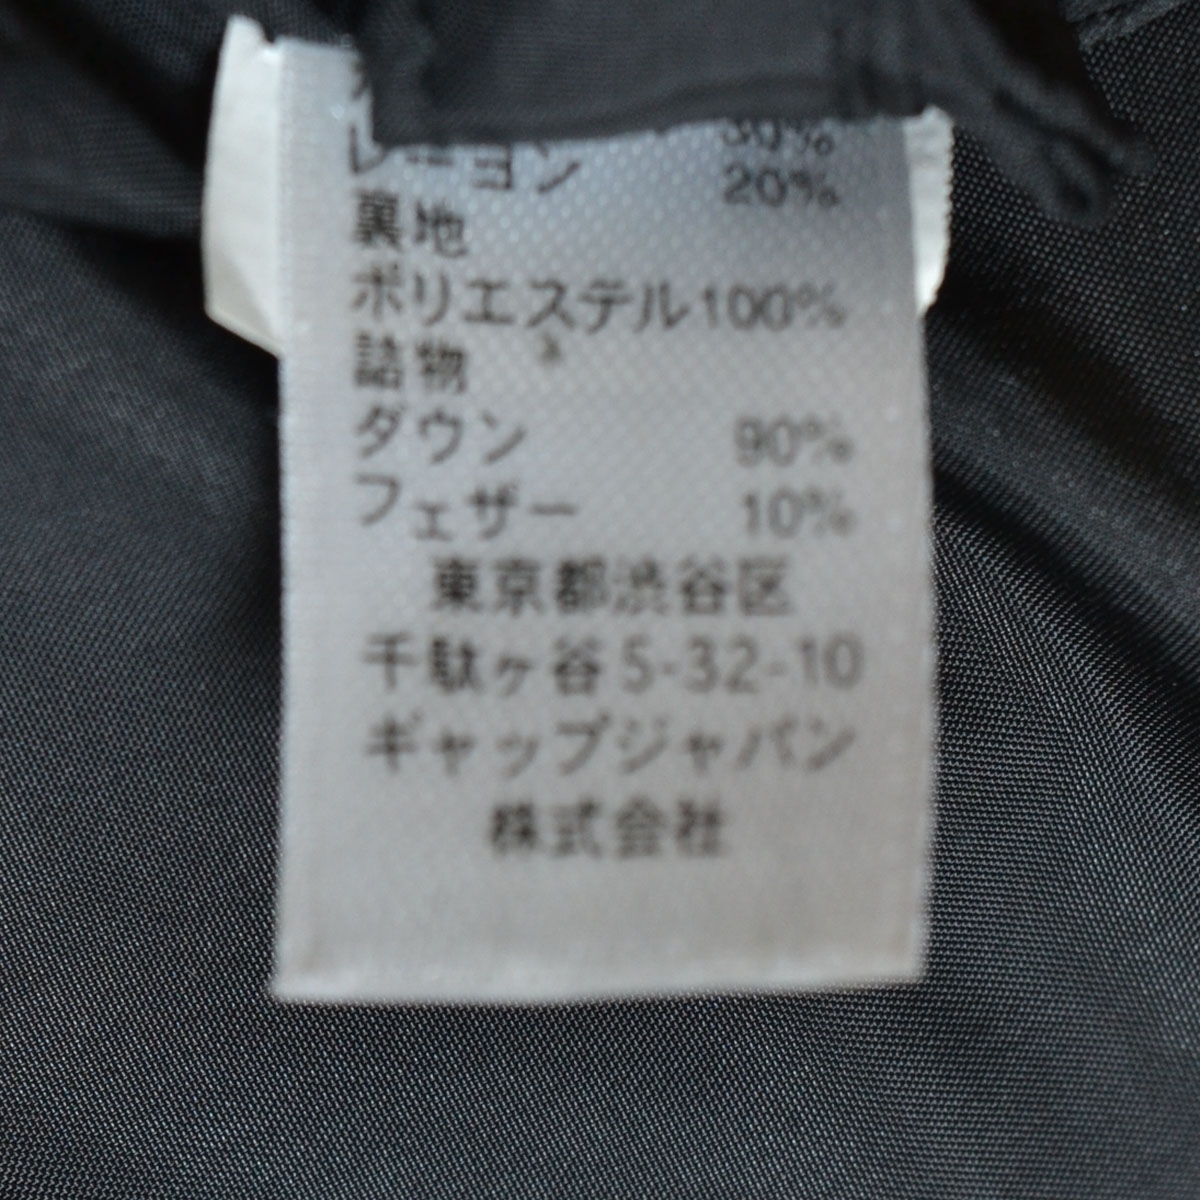 レーヨン 20%
裏地
ポリエステル100%
詰物
ダウン 90%
フェザー 10%
東京都渋谷区
千駄ヶ谷5-32-10
ギャップジャパン
株式会社